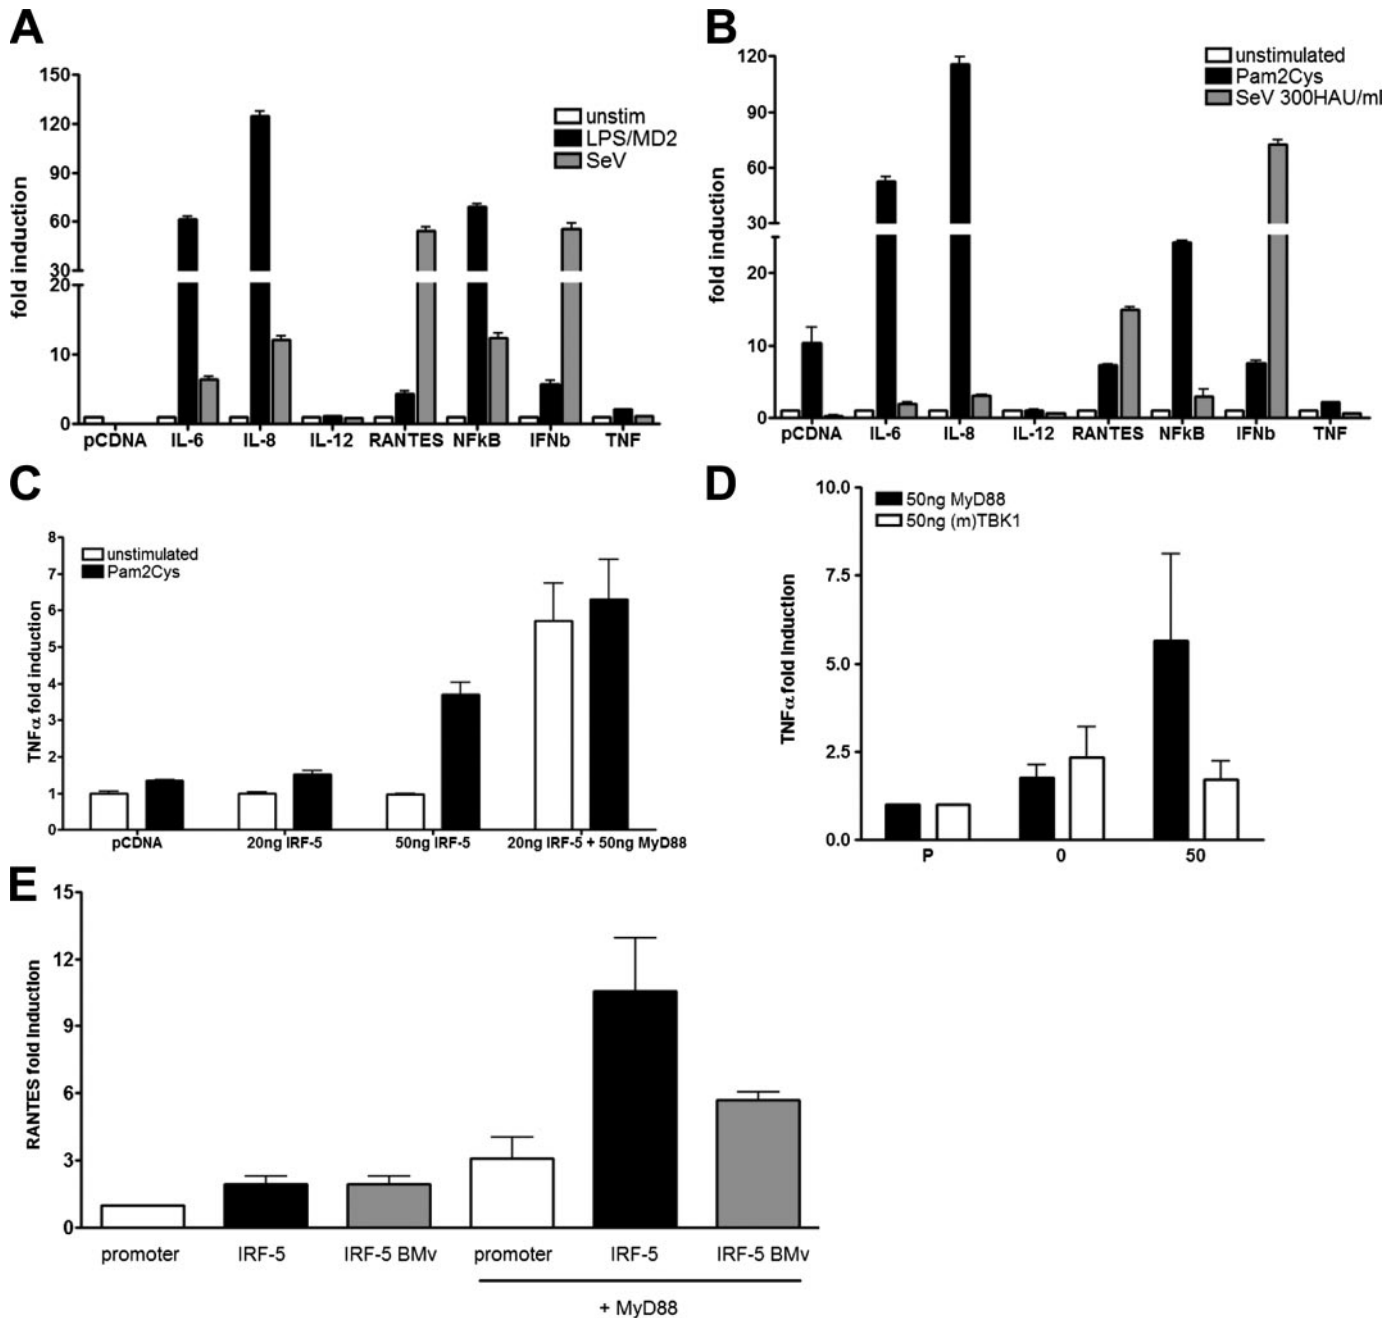 A
fold induction
150
120
90
60
30
20
10
0
unstim
LPS/MD2
SeV
pCDNA IL-6 IL-8 IL-12 RANTES NFkB IFNb TNF
B
fold induction
120
90
60
30
20
10
0
unstimulated
Pam2Cys
SeV 300HAU/ml
pCDNA IL-6 IL-8 IL-12 RANTES NFkB IFNb TNF
C
TNFα fold induction
8
7
6
5
4
3
2
1
0
unstimulated
Pam2Cys
pCDNA 20ng IRF-5 50ng IRF-5 20ng IRF-5 + 50ng MyD88
D
TNFα fold Induction
10.0
7.5
5.0
2.5
0.0
50ng MyD88
50ng (m)TBK1
P 0 50
E
RANTES fold Induction
15
12
9
6
3
0
promoter IRF-5 IRF-5 BMv promoter IRF-5 IRF-5 BMv
+ MyD88